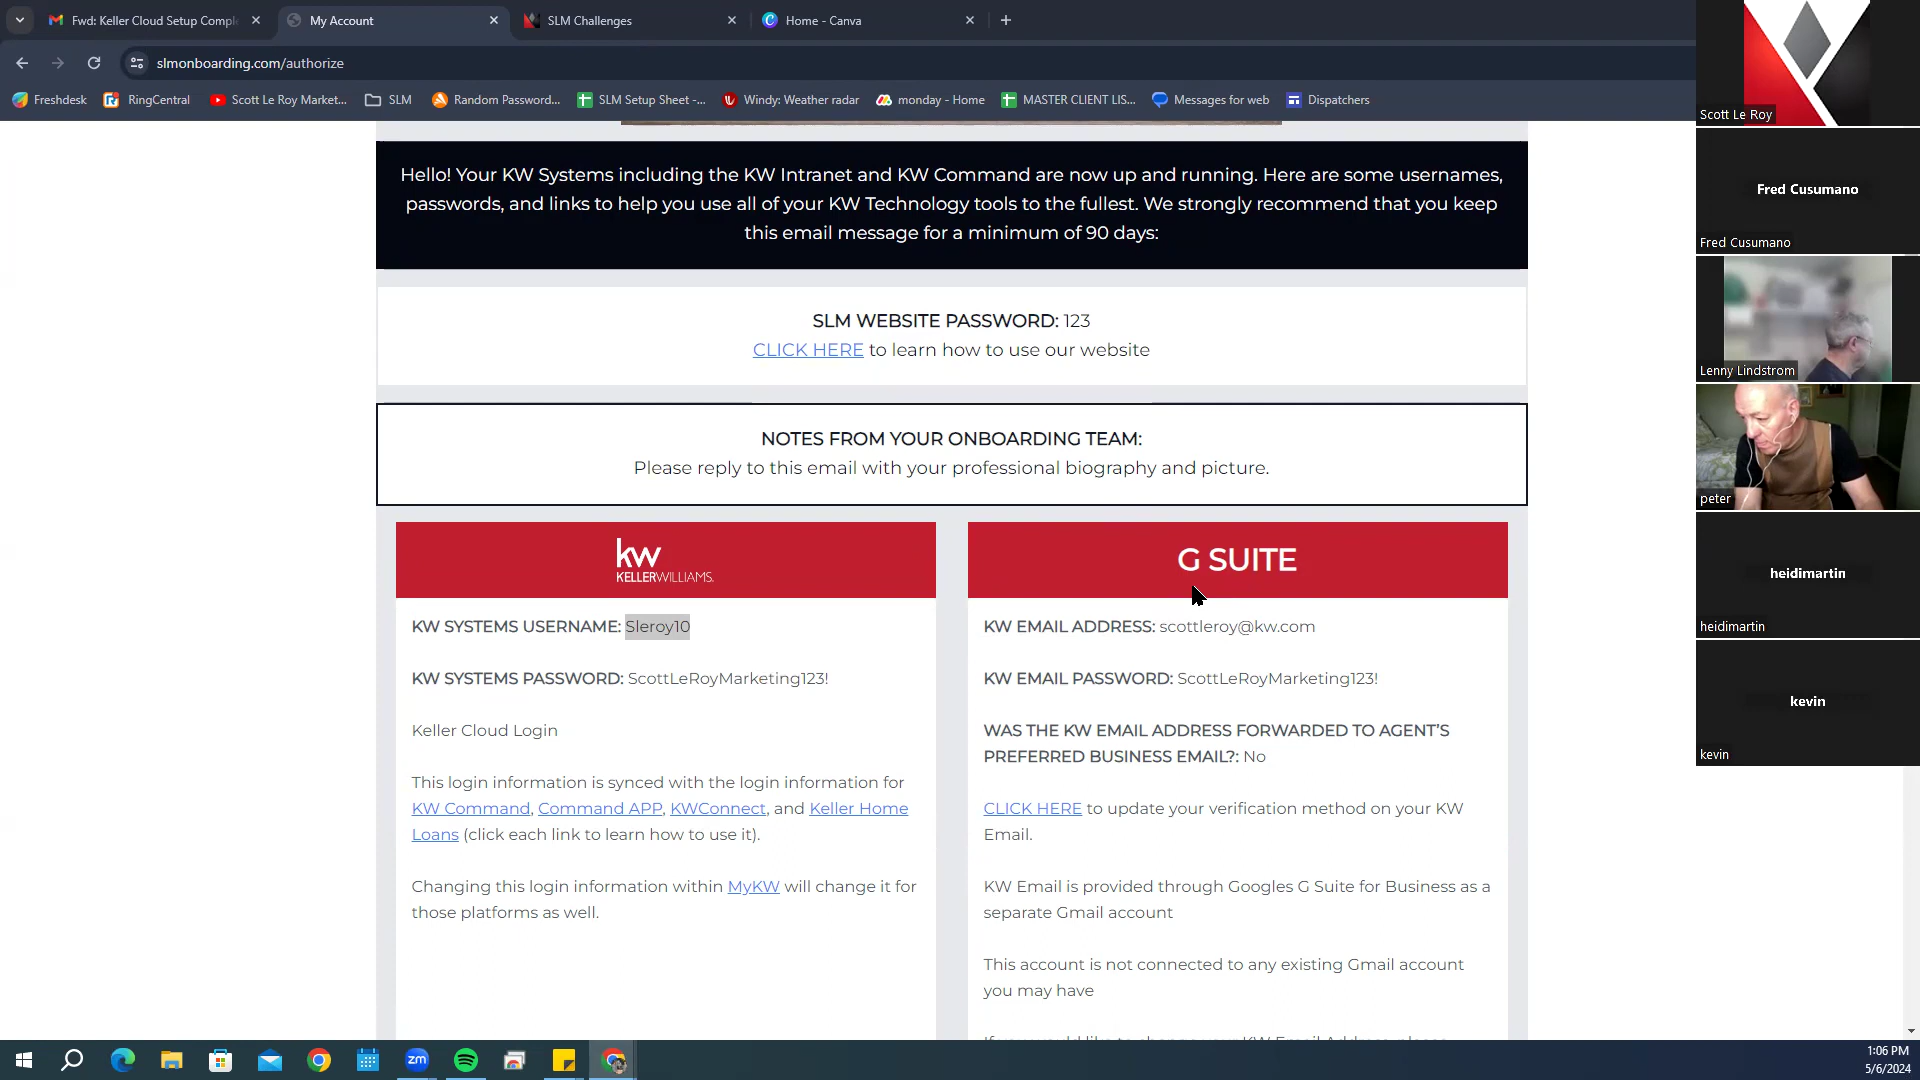 Fwd: Keller Cloud Setup Compl
My Account
SLM Challenges
Home - Canva
slmonboarding.com/authorize
Freshdesk
RingCentral
Scott Le Roy Market...
SLM
Random Password...
SLM Setup Sheet -...
Windy: Weather radar
monday - Home
MASTER CLIENT LIS...
Messages for web
Dispatchers
Hello! Your KW Systems including the KW Intranet and KW Command are now up and running. Here are some usernames,
passwords, and links to help you use all of your KW Technology tools to the fullest. We strongly recommend that you keep
this email message for a minimum of 90 days:
SLM WEBSITE PASSWORD: 123
CLICK HERE to learn how to use our website
NOTES FROM YOUR ONBOARDING TEAM:
Please reply to this email with your professional biography and picture.
kw
KELLERWILLIAMS.
KW SYSTEMS USERNAME: Sleroy10
KW SYSTEMS PASSWORD: ScottLeRoyMarketing123!
Keller Cloud Login
This login information is synced with the login information for
KW Command, Command APP, KWConnect, and Keller Home
Loans (click each link to learn how to use it).
Changing this login information within MyKW will change it for
those platforms as well.
G SUITE
KW EMAIL ADDRESS: scottleroy@kw.com
KW EMAIL PASSWORD: ScottLeRoyMarketing123!
WAS THE KW EMAIL ADDRESS FORWARDED TO AGENT'S
PREFERRED BUSINESS EMAIL?: No
CLICK HERE to update your verification method on your KW
Email.
KW Email is provided through Googles G Suite for Business as a
separate Gmail account
This account is not connected to any existing Gmail account
you may have
Scott Le Roy
Fred Cusumano
Fred Cusumano
Lenny Lindstrom
peter
heidimartin
heidimartin
kevin
kevin
zm
1:06 PM
5/6/2024